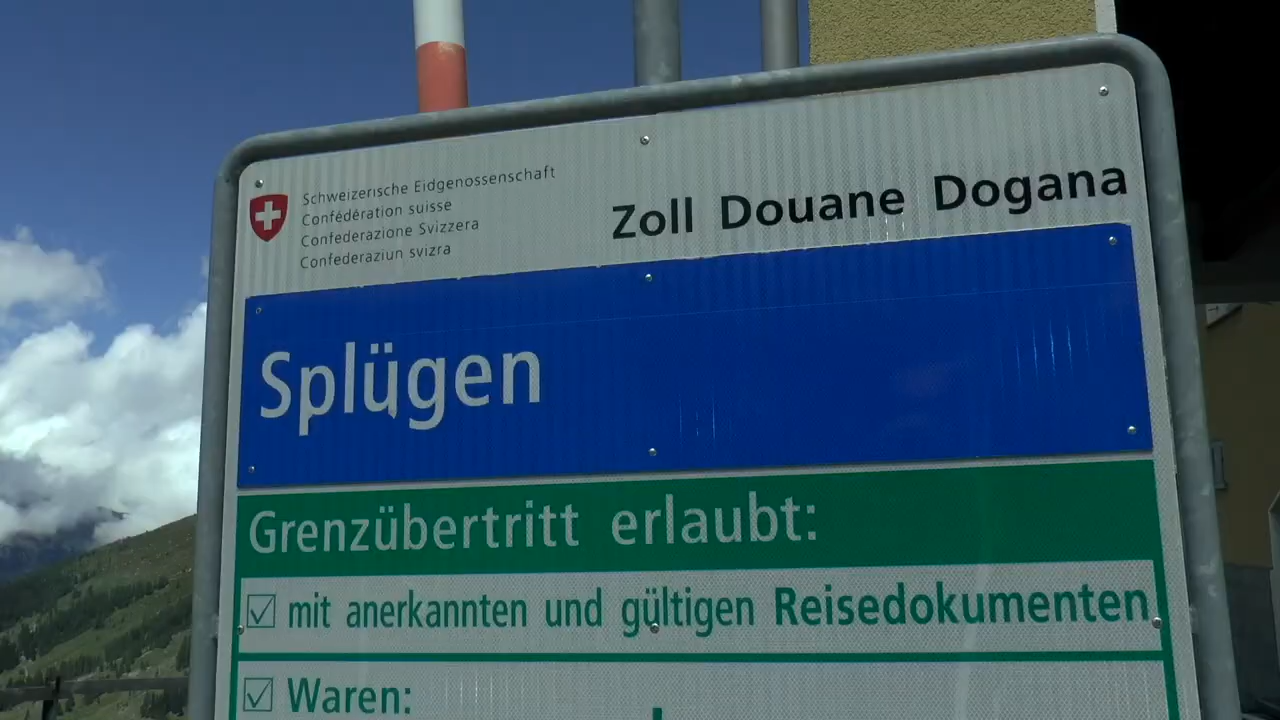 Schweizerische Eidgenossenschaft
Confédération suisse
Confederazione Svizzera
Confederaziun svizra
Zoll Douane Dogana
Splügen
Grenzübertritt erlaubt:
☑ mit anerkannten und gültigen Reisedokumenten
☑ Waren: